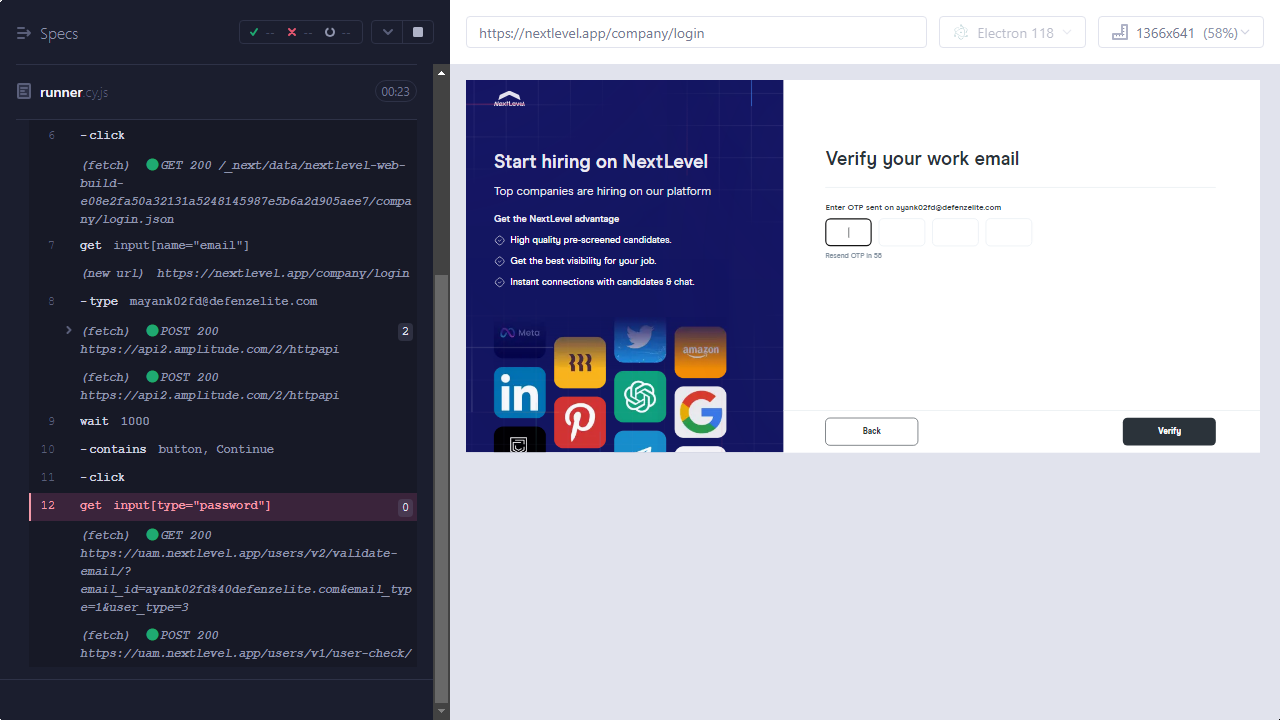 Specs
--
--
--
runner.cy.js
00:23
6 -click
(fetch) GET 200 /_next/data/nextlevel-web-
build-
e08e2fa50a32131a5248145987e5b6a2d905aee7/compa
ny/login.json
7 get input[name="email"]
(new url) https://nextlevel.app/company/login
8 -type mayank02fd@defenzelite.com
(fetch) POST 200 2
https://api2.amplitude.com/2/httpapi
(fetch) POST 200
https://api2.amplitude.com/2/httpapi
9 wait 1000
10 -contains button, Continue
11 -click
12 get input[type="password"] 0
(fetch) GET 200
https://uam.nextlevel.app/users/v2/validate-
email/?
email_id=ayank02fd%40defenzelite.com&email_typ
e=1&user_type=3
(fetch) POST 200
https://uam.nextlevel.app/users/v1/user-check/
https://nextlevel.app/company/login
Electron 118
1366x641 (58%)
NextLevel
Start hiring on NextLevel
Top companies are hiring on our platform
Get the NextLevel advantage
High quality pre-screened candidates.
Get the best visibility for your job.
Instant connections with candidates & chat.
Meta
amazon
in
Verify your work email
Enter OTP sent on ayank02fd@defenzelite.com
Resend OTP in 58
Back
Verify